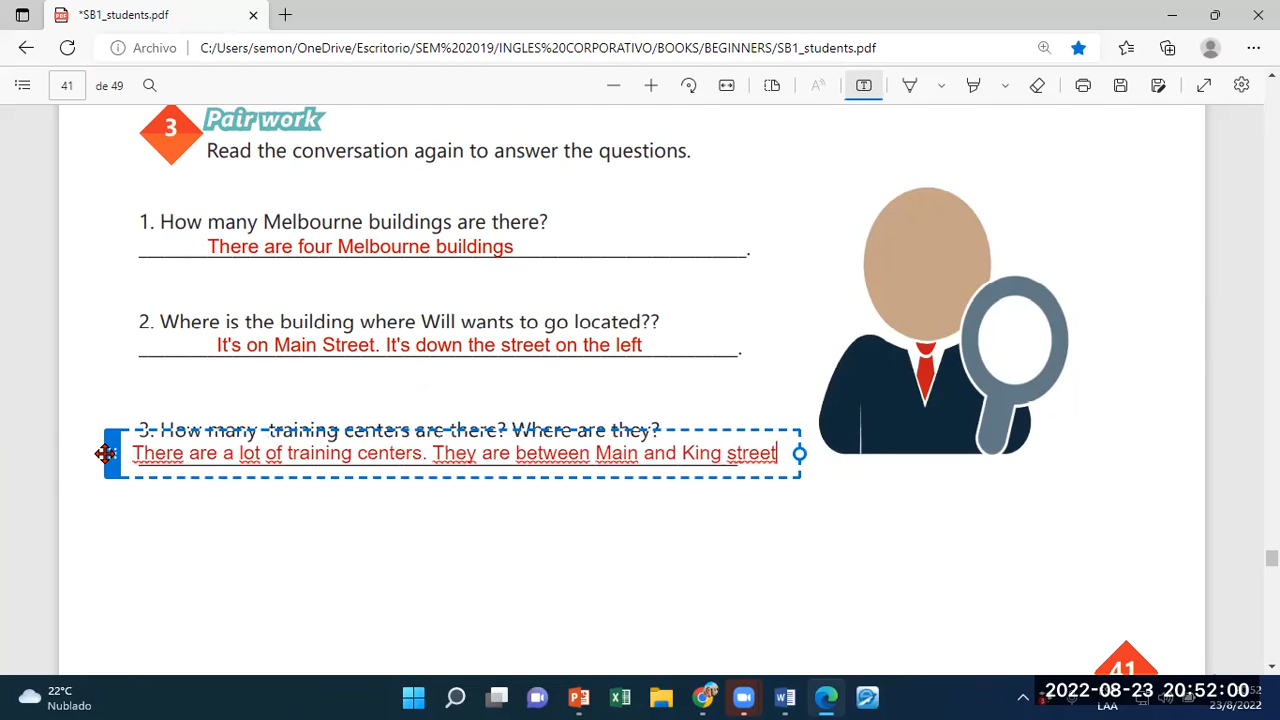 *SB1_students.pdf
Archivo
C:/Users/semon/OneDrive/Escritorio/SEM%202019/INGLES%20CORPORATIVO/BOOKS/BEGINNERS/SB1_students.pdf
41 de 49
3 Pair work
Read the conversation again to answer the questions.
1. How many Melbourne buildings are there?
There are four Melbourne buildings
2. Where is the building where Will wants to go located??
It's on Main Street. It's down the street on the left
3. How many training centers are there? Where are they?
There are a lot of training centers. They are between Main and King street
41
22°C
Nublado
2022-08-23 20:52:00
LAA
23/8/2022